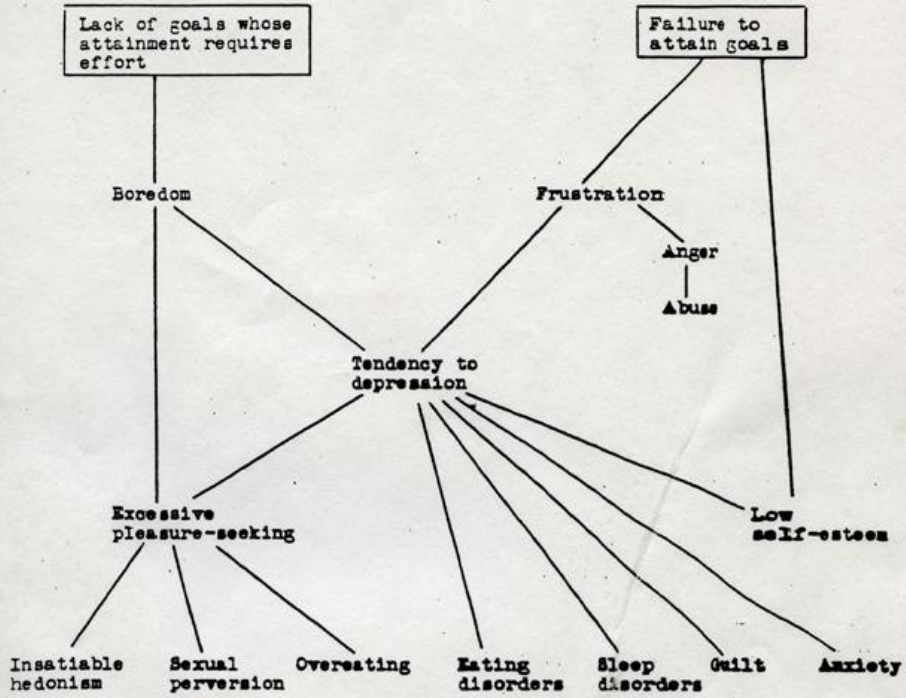 Lack of goals whose
attainment requires
effort
Failure to
attain goals
Boredom
Frustration
Anger
Abuse
Tendency to
depression
Excessive
pleasure-seeking
Low
self-esteem
Insatiable
hedonism
Sexual
perversion
Overeating
Eating
disorders
Sleep
disorders
Guilt
Anxiety